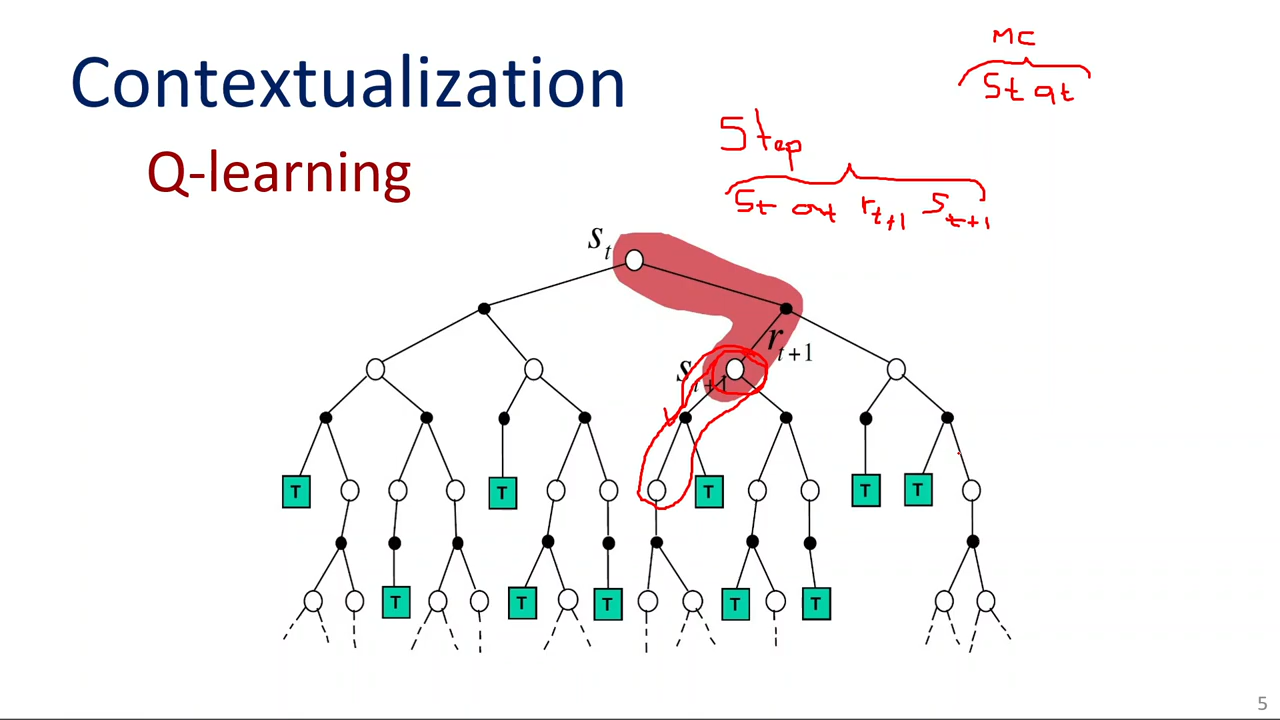 MC
Contextualization
St at
Step
Q-learning
St at rt+1 St+1
st
rt+1
st+1
T T T T T
T T T T T
5